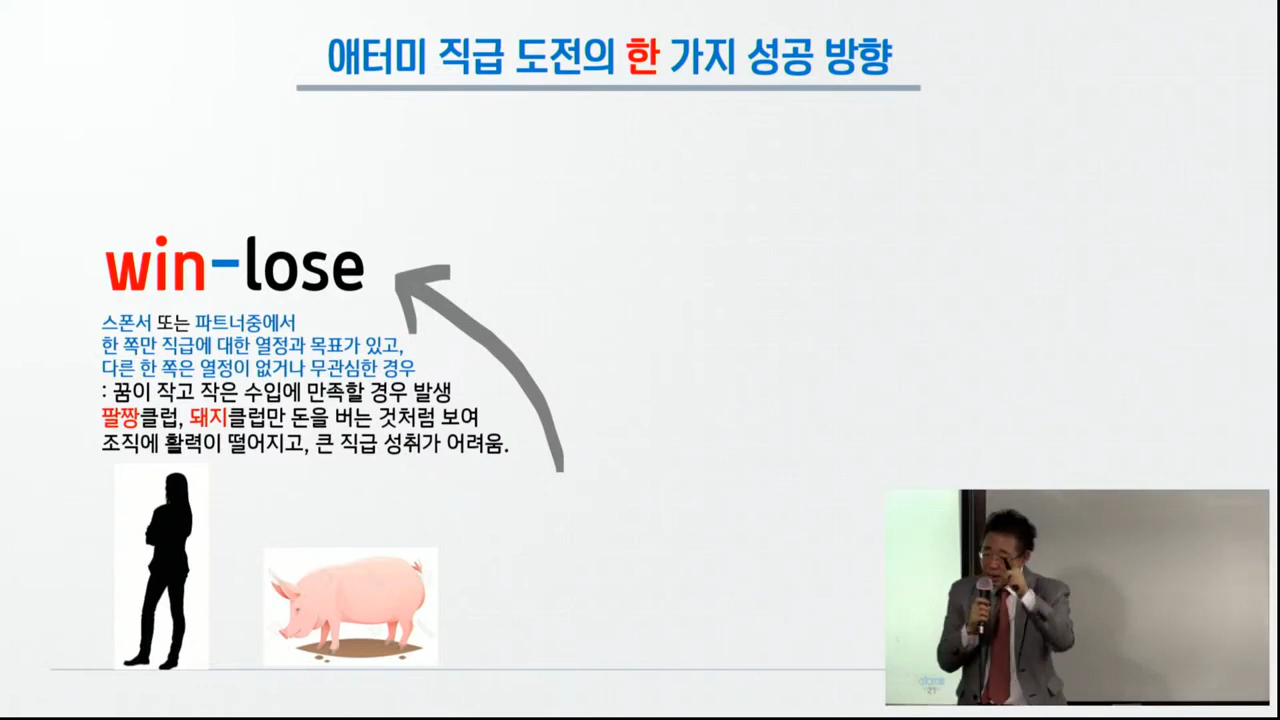 애터미 직급 도전의 한 가지 성공 방향
win-lose
스폰서 또는 파트너중에서
한 쪽만 직급에 대한 열정과 목표가 있고,
다른 한 쪽은 열정이 없거나 무관심한 경우
: 꿈이 작고 작은 수입에 만족할 경우 발생
팔짱클럽, 돼지클럽만 돈을 버는 것처럼 보여
조직에 활력이 떨어지고, 큰 직급 성취가 어려움.